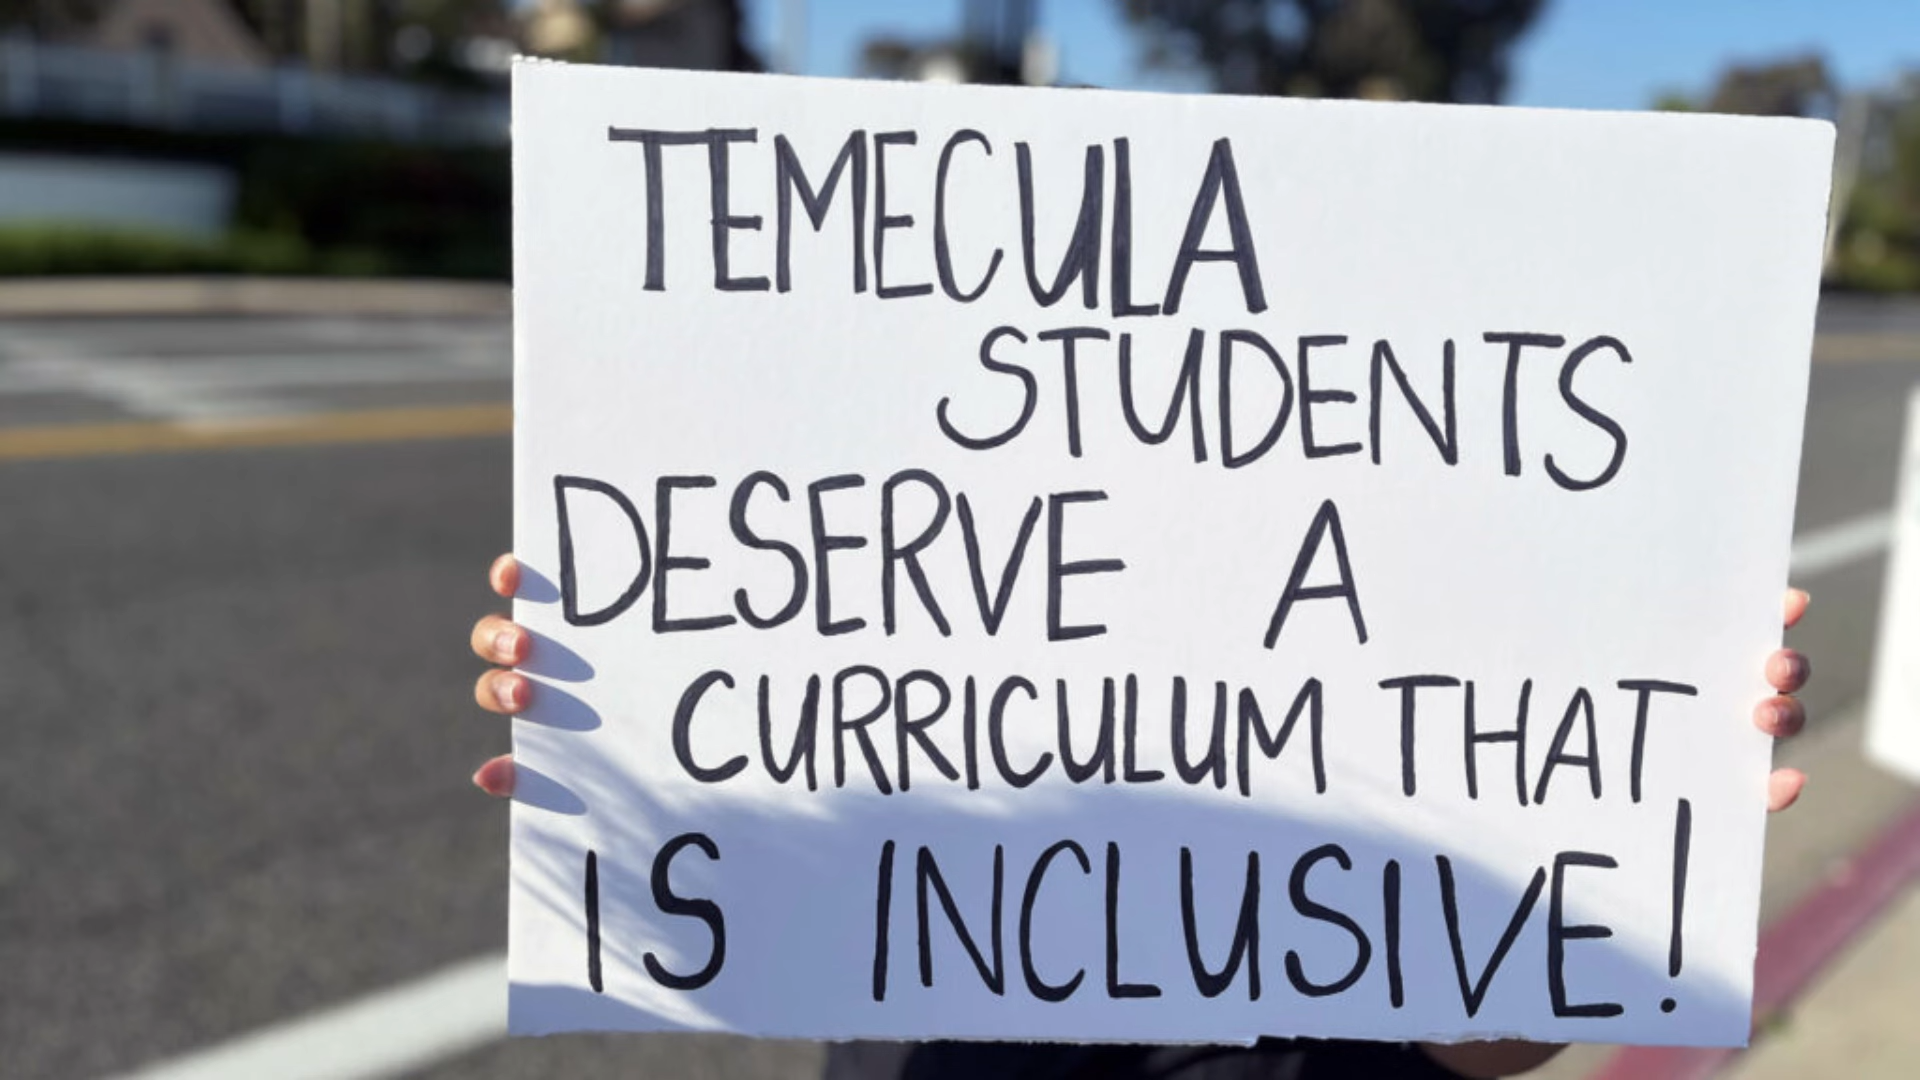 TEMECULA
STUDENTS
DESERVE A
CURRICULUM THAT
IS INCLUSIVE!